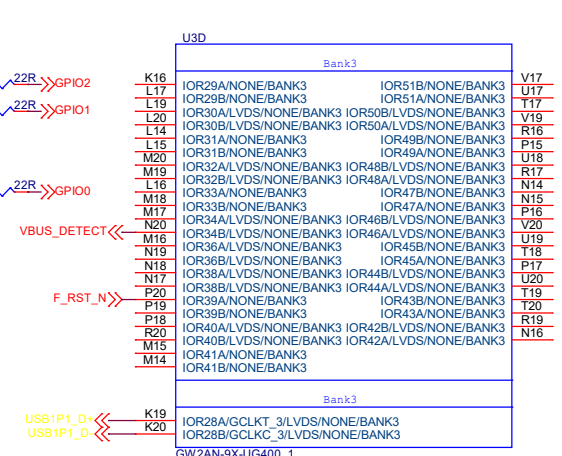 U3D
Bank3
22R GPIO2 K16 IOR29A/NONE/BANK3 IOR51B/NONE/BANK3 V17
L17 IOR29B/NONE/BANK3 IOR51A/NONE/BANK3 U17
22R GPIO1 L19 IOR30A/LVDS/NONE/BANK3 IOR50B/LVDS/NONE/BANK3 T17
L20 IOR30B/LVDS/NONE/BANK3 IOR50A/LVDS/NONE/BANK3 V19
L14 IOR31A/NONE/BANK3 IOR49B/NONE/BANK3 R16
L15 IOR31B/NONE/BANK3 IOR49A/NONE/BANK3 P15
M20 IOR32A/LVDS/NONE/BANK3 IOR48B/LVDS/NONE/BANK3 U18
M19 IOR32B/LVDS/NONE/BANK3 IOR48A/LVDS/NONE/BANK3 R17
22R GPIO0 L16 IOR33A/NONE/BANK3 IOR47B/NONE/BANK3 N14
M18 IOR33B/NONE/BANK3 IOR47A/NONE/BANK3 N15
M17 IOR34A/LVDS/NONE/BANK3 IOR46B/LVDS/NONE/BANK3 P16
VBUS_DETECT N20 IOR34B/LVDS/NONE/BANK3 IOR46A/LVDS/NONE/BANK3 V20
M16 IOR36A/NONE/BANK3 IOR45B/NONE/BANK3 U19
N19 IOR36B/NONE/BANK3 IOR45A/NONE/BANK3 T18
N18 IOR38A/LVDS/NONE/BANK3 IOR44B/LVDS/NONE/BANK3 P17
N17 IOR38B/LVDS/NONE/BANK3 IOR44A/LVDS/NONE/BANK3 U20
F_RST_N P20 IOR39A/NONE/BANK3 IOR43B/NONE/BANK3 T19
P19 IOR39B/NONE/BANK3 IOR43A/NONE/BANK3 T20
P18 IOR40A/LVDS/NONE/BANK3 IOR42B/LVDS/NONE/BANK3 R19
R20 IOR40B/LVDS/NONE/BANK3 IOR42A/LVDS/NONE/BANK3 N16
M15 IOR41A/NONE/BANK3
M14 IOR41B/NONE/BANK3
Bank3
USB1P1_D+ K19 IOR28A/GCLKT_3/LVDS/NONE/BANK3
USB1P1_D- K20 IOR28B/GCLKC_3/LVDS/NONE/BANK3
GW2AN-9X-UG400_1